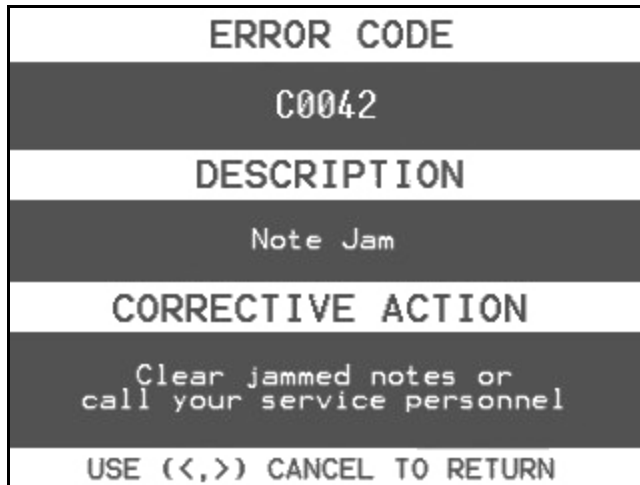 ERROR CODE
C0042
DESCRIPTION
Note Jam
CORRECTIVE ACTION
Clear jammed notes or
call your service personnel
USE (<,>) CANCEL TO RETURN